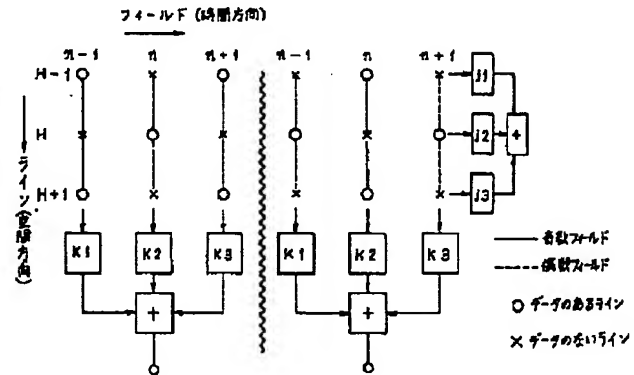 フィールド (時間方向)
n-1 n n+1 n-1 n n+1
H-1 j1
H j2 +
H+1 j3
ライン(空間方向)
K1 K2 K3 K1 K2 K3
+ +
奇数フィールド
偶数フィールド
○ データのあるライン
× データのないライン